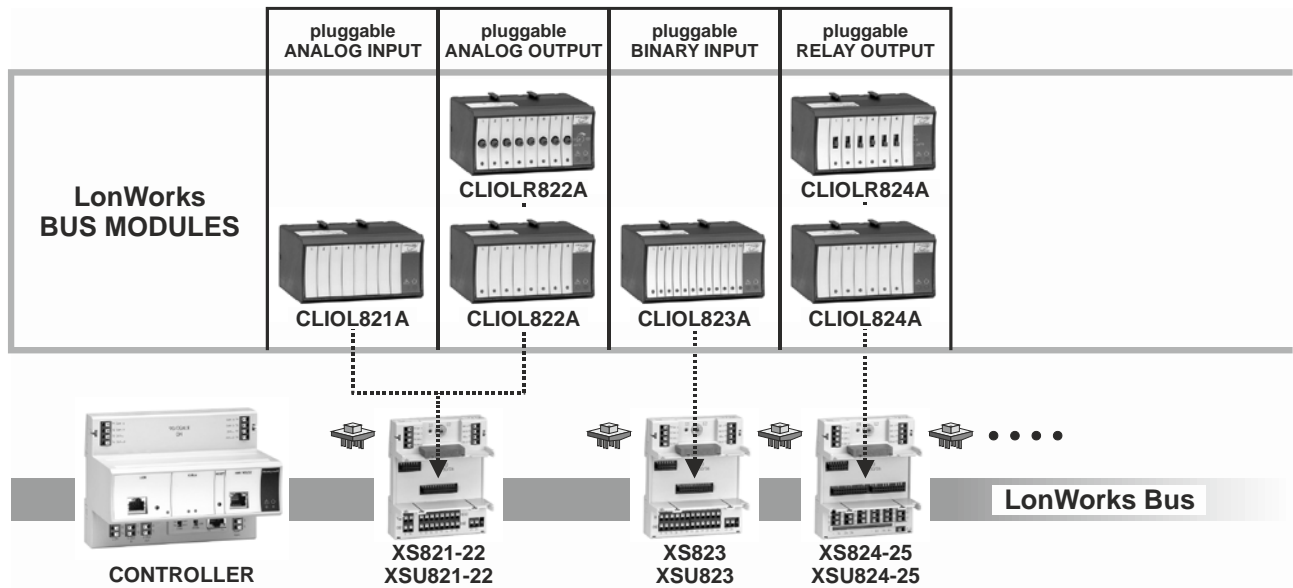 pluggable
ANALOG INPUT
pluggable
ANALOG OUTPUT
pluggable
BINARY INPUT
pluggable
RELAY OUTPUT
LonWorks
BUS MODULES
CLIOLR822A
CLIOLR824A
CLIOL821A
CLIOL822A
CLIOL823A
CLIOL824A
LonWorks Bus
CONTROLLER
XS821-22
XSU821-22
XS823
XSU823
XS824-25
XSU824-25